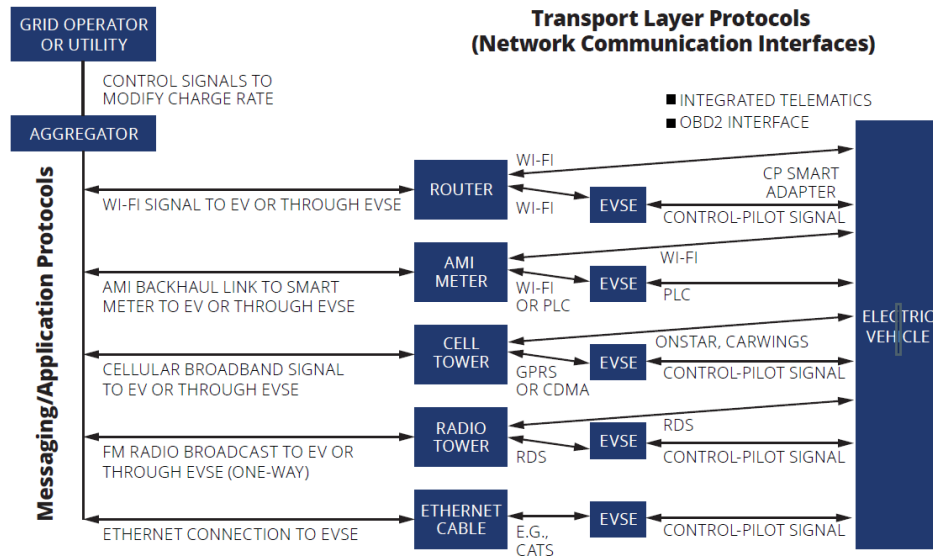 GRID OPERATOR
OR UTILITY
Transport Layer Protocols
(Network Communication Interfaces)
CONTROL SIGNALS TO
MODIFY CHARGE RATE
■ INTEGRATED TELEMATICS
■ OBD2 INTERFACE
AGGREGATOR
Messaging/Application Protocols
WI-FI SIGNAL TO EV OR THROUGH EVSE
ROUTER
WI-FI
WI-FI
EVSE
CP SMART
ADAPTER
CONTROL-PILOT SIGNAL
AMI BACKHAUL LINK TO SMART
METER TO EV OR THROUGH EVSE
AMI
METER
WI-FI
WI-FI
OR PLC
EVSE
PLC
ELECTRIC
VEHICLE
CELLULAR BROADBAND SIGNAL
TO EV OR THROUGH EVSE
CELL
TOWER
ONSTAR, CARWINGS
GPRS
OR CDMA
EVSE
CONTROL-PILOT SIGNAL
FM RADIO BROADCAST TO EV OR
THROUGH EVSE (ONE-WAY)
RADIO
TOWER
RDS
RDS
EVSE
CONTROL-PILOT SIGNAL
ETHERNET CONNECTION TO EVSE
ETHERNET
CABLE
E.G.,
CATS
EVSE
CONTROL-PILOT SIGNAL